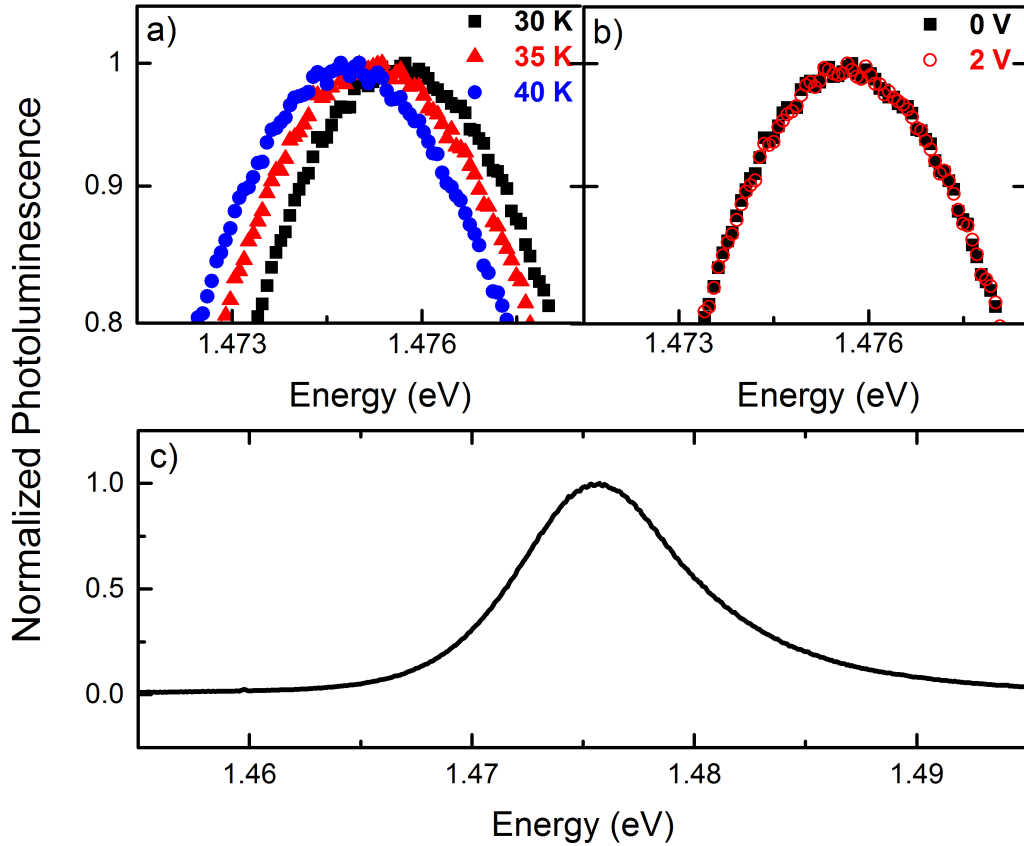 a)
30 K
35 K
40 K
b)
0 V
2 V
1
0.9
0.8
1.473
1.476
1.473
1.476
Energy (eV)
Energy (eV)
Normalized Photoluminescence
c)
1.0
0.5
0.0
1.46
1.47
1.48
1.49
Energy (eV)